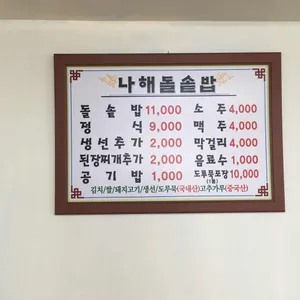 나해돌솥밥
돌솥밥 11,000 소주 4,000
정식 9,000 맥주 4,000
생선추가 2,000 막걸리 4,000
된장찌개추가 2,000 음료수 1,000
공기밥 1,000 도토묵포장 10,000
(1모)
김치/쌀/돼지고기/생선/도토묵(국내산)고추가루(중국산)